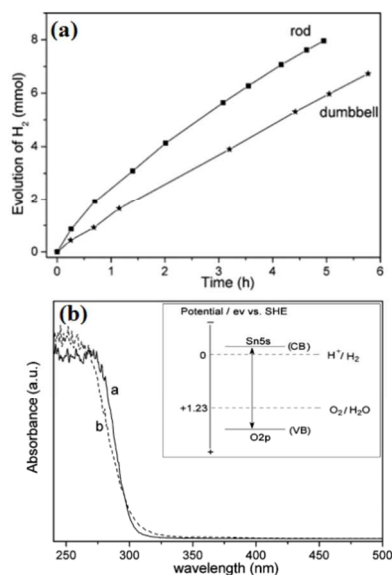 (a)
rod
dumbbell
Evolution of H2 (mmol)
8
6
4
2
0
0 1 2 3 4 5 6
Time (h)
(b)
Potential / ev vs. SHE
−
Sn5s (CB)
0 H+/ H2
+1.23 O2 / H2O
O2p (VB)
+
a
b
Absorbance (a.u.)
250 300 350 400 450 500
wavelength (nm)